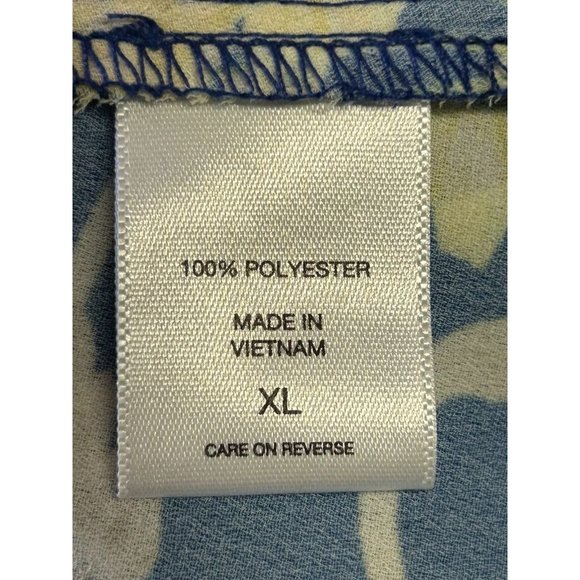 100% POLYESTER
MADE IN
VIETNAM
XL
CARE ON REVERSE